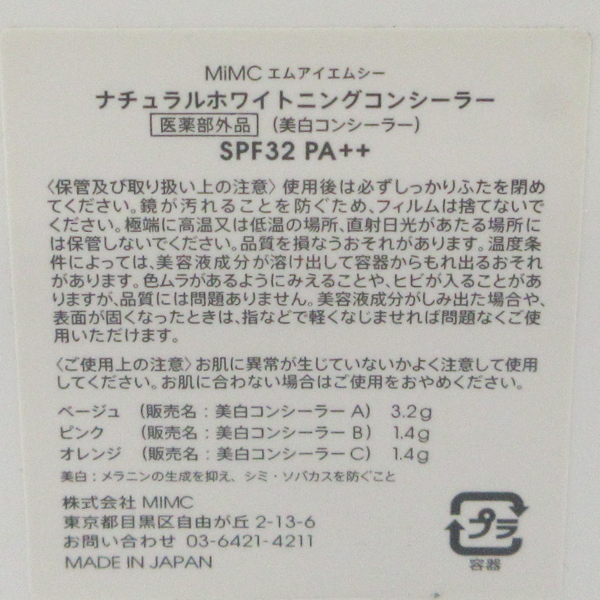 MiMC エムアイエムシー
ナチュラルホワイトニングコンシーラー
医薬部外品 (美白コンシーラー)
SPF32 PA++
〈保管及び取り扱い上の注意〉使用後は必ずしっかりふたを閉め
てください。鏡が汚れることを防ぐため、フィルムは捨てないで
ください。極端に高温又は低温の場所、直射日光があたる場所に
は保管しないでください。品質を損なうおそれがあります。温度条
件によっては、美容液成分が溶け出して容器からもれ出るおそれ
があります。色ムラがあるようにみえることや、ヒビが入ることがあ
りますが、品質には問題ありません。美容液成分がしみ出た場合や、
表面が固くなったときは、指などで軽くなじませれば問題なくご使
用いただけます。
〈ご使用上の注意〉お肌に異常が生じていないかよく注意して使用
してください。お肌に合わない場合はご使用をおやめください。
ベージュ (販売名:美白コンシーラー A) 3.2g
ピンク (販売名:美白コンシーラー B) 1.4g
オレンジ (販売名:美白コンシーラー C) 1.4g
美白:メラニンの生成を抑え、シミ・ソバカスを防ぐこと
株式会社 MIMC
東京都目黒区自由が丘 2-13-6
お問い合わせ 03-6421-4211
MADE IN JAPAN
プラ
容器